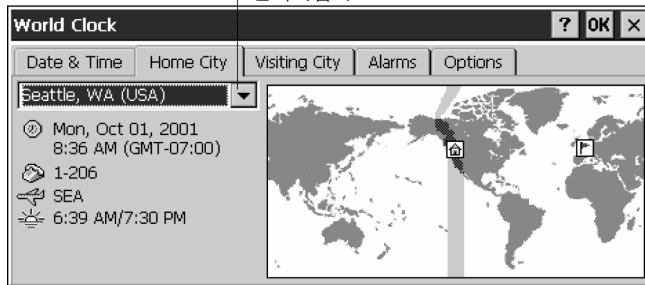 World Clock ? OK ×
Date & Time Home City Visiting City Alarms Options
Seattle, WA (USA)
Mon, Oct 01, 2001
8:36 AM (GMT-07:00)
1-206
SEA
6:39 AM/7:30 PM